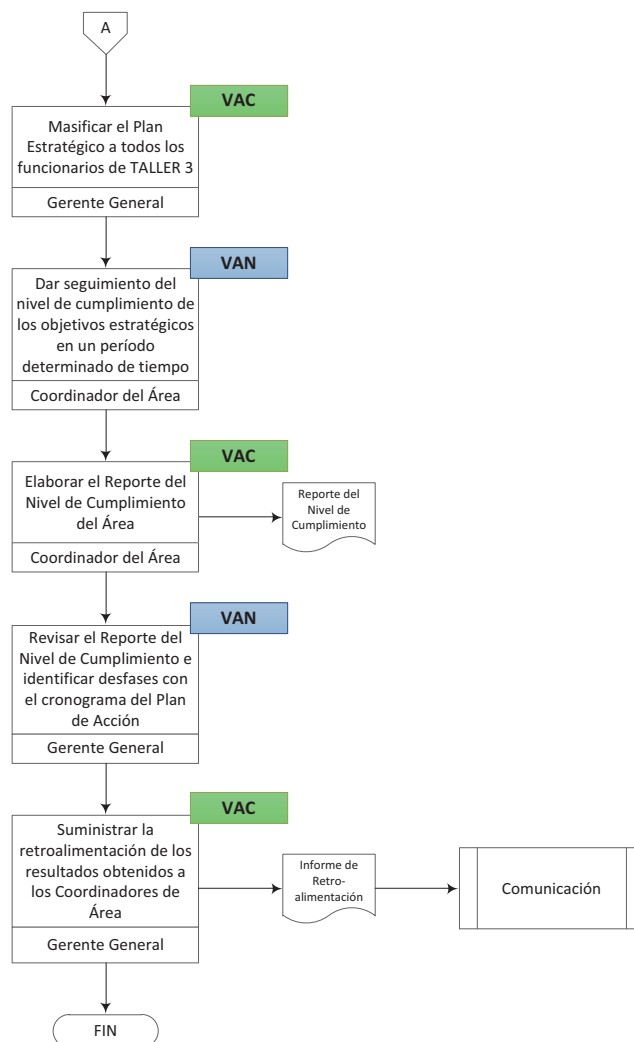 A
VAC
Masificar el Plan
Estratégico a todos los
funcionarios de TALLER 3
Gerente General
VAN
Dar seguimiento del
nivel de cumplimiento de
los objetivos estratégicos
en un período
determinado de tiempo
Coordinador del Área
VAC
Elaborar el Reporte del
Nivel de Cumplimiento
del Área
Coordinador del Área
Reporte del
Nivel de
Cumplimiento
VAN
Revisar el Reporte del
Nivel de Cumplimiento e
identificar desfases con
el cronograma del Plan
de Acción
Gerente General
VAC
Suministrar la
retroalimentación de los
resultados obtenidos a
los Coordinadores de
Área
Gerente General
Informe de
Retro-
alimentación
Comunicación
FIN